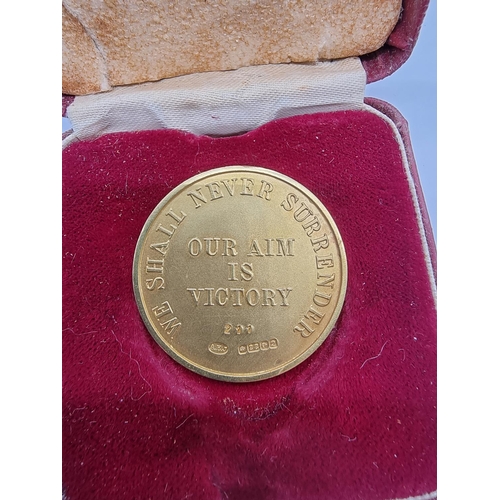 WE SHALL NEVER SURRENDER
OUR AIM
IS
VICTORY